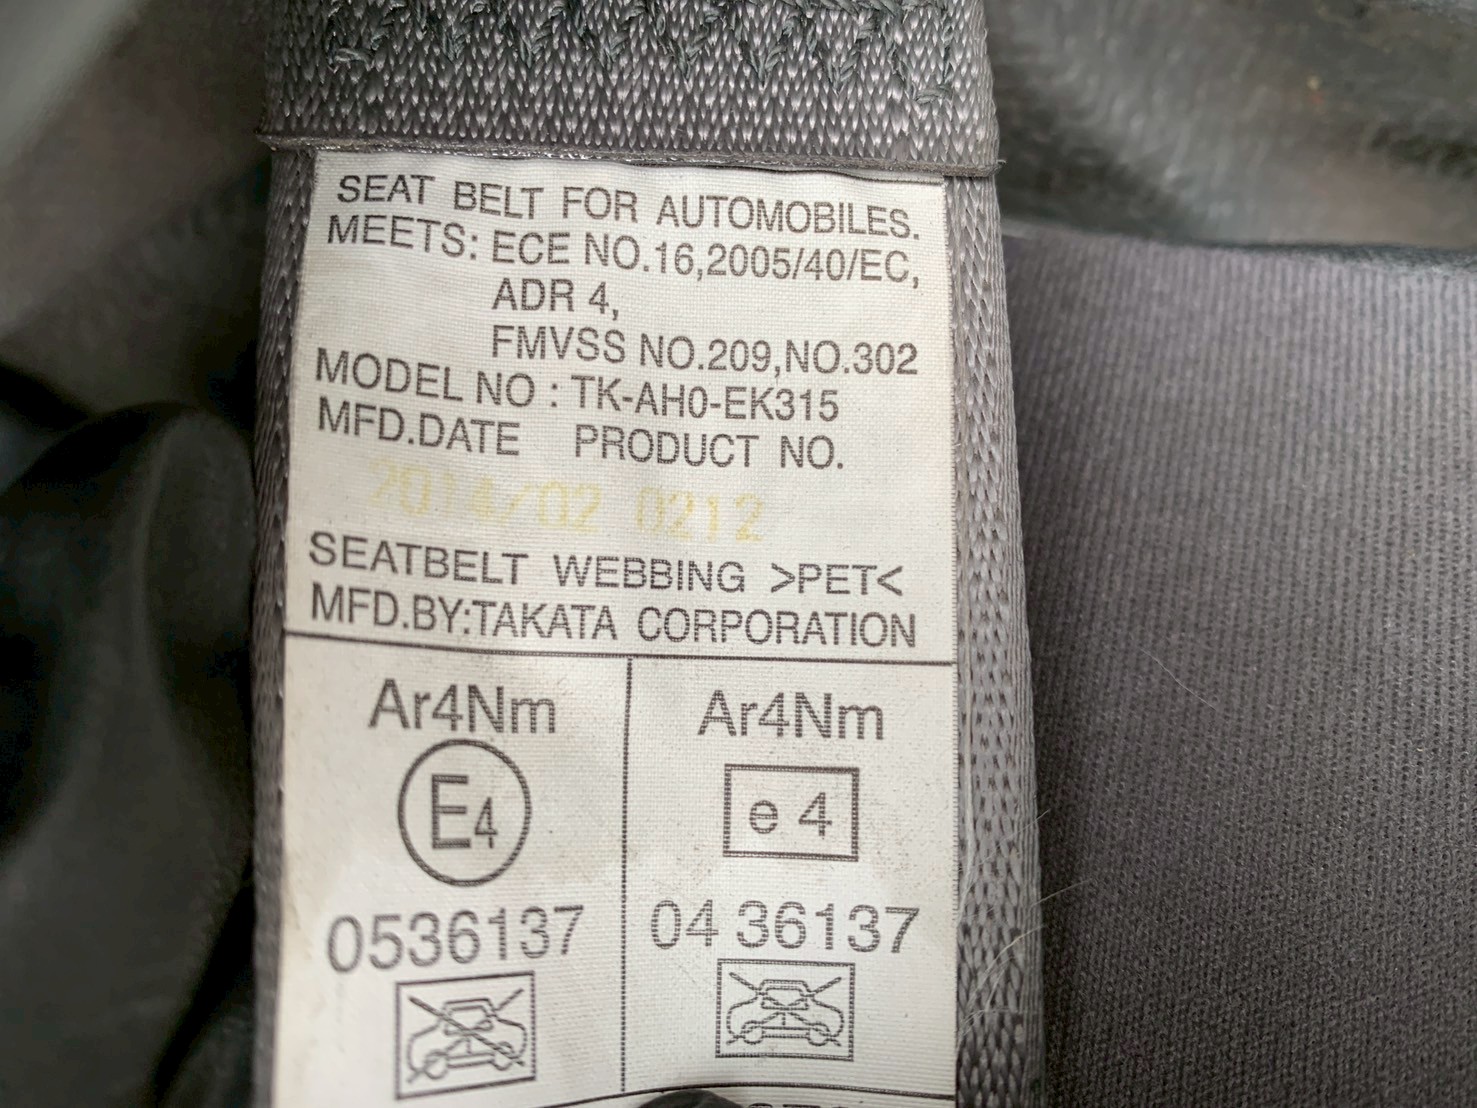 SEAT BELT FOR AUTOMOBILES.
MEETS: ECE NO.16,2005/40/EC,
ADR 4,
FMVSS NO.209,NO.302
MODEL NO : TK-AH0-EK315
MFD.DATE PRODUCT NO.
2014/02 0212
SEATBELT WEBBING >PET<
MFD.BY:TAKATA CORPORATION
Ar4Nm Ar4Nm
E4 e 4
0536137 04 36137